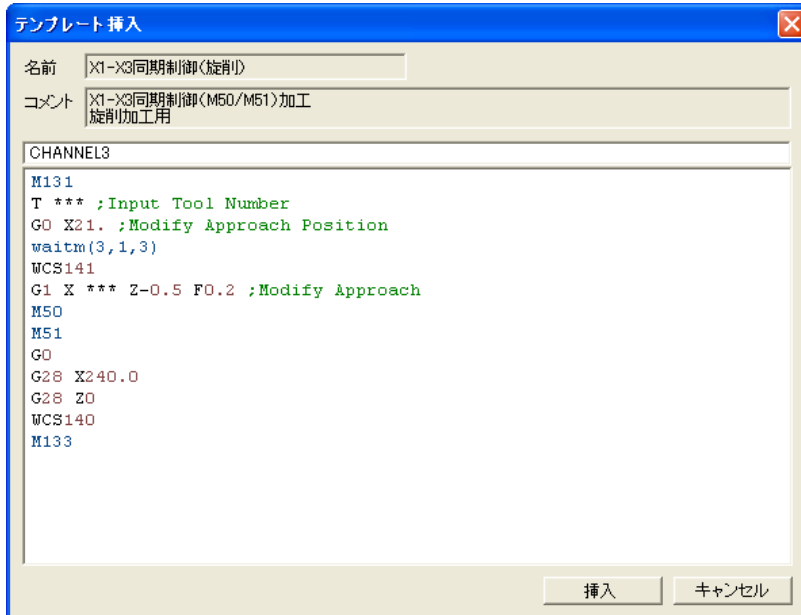 テンプレート挿入
名前 X1-X3同期制御(旋削)
コメント X1-X3同期制御(M50/M51)加工
旋削加工用
CHANNEL3
M131
T *** ;Input Tool Number
G0 X21. ;Modify Approach Position
waitm(3,1,3)
WCS141
G1 X *** Z-0.5 F0.2 ;Modify Approach
M50
M51
G0
G28 X240.0
G28 Z0
WCS140
M133
挿入 キャンセル